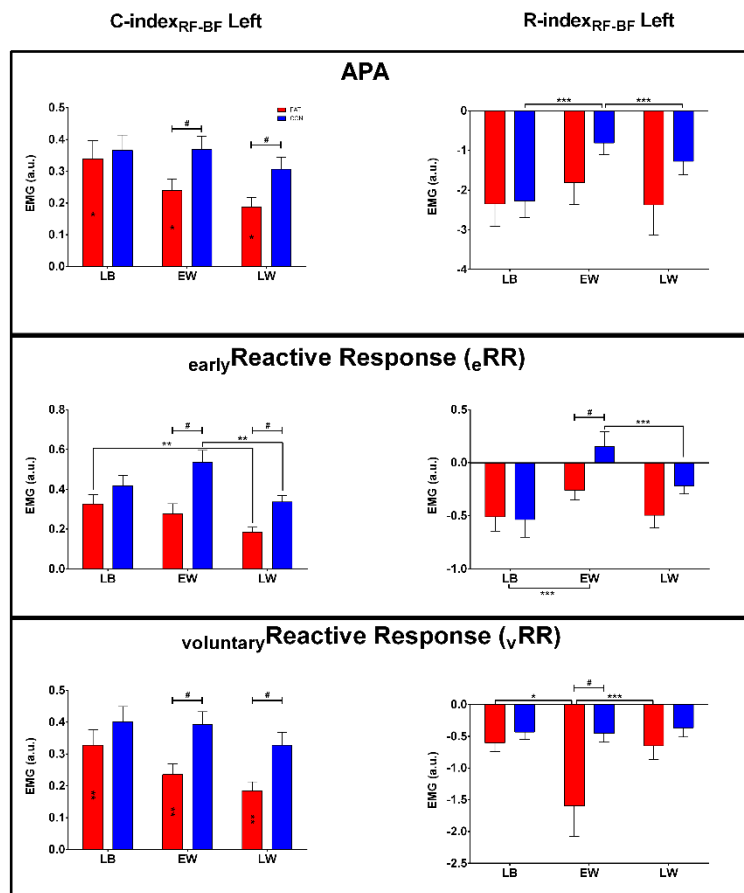 C-indexRF-BF Left
R-indexRF-BF Left
APA
EMG (a.u.)
0.5
0.4
0.3
0.2
0.1
0.0
LB
EW
LW
#
#
FAT
CON
*
*
*
EMG (a.u.)
0
-1
-2
-3
-4
LB
EW
LW
***
***
earlyReactive Response (eRR)
EMG (a.u.)
0.8
0.6
0.4
0.2
0.0
LB
EW
LW
#
#
**
**
EMG (a.u.)
0.5
0.0
-0.5
-1.0
LB
EW
LW
#
***
***
voluntaryReactive Response (vRR)
EMG (a.u.)
0.5
0.4
0.3
0.2
0.1
0.0
LB
EW
LW
#
#
**
**
**
EMG (a.u.)
0.0
-0.5
-1.0
-1.5
-2.0
-2.5
LB
EW
LW
*
#
***